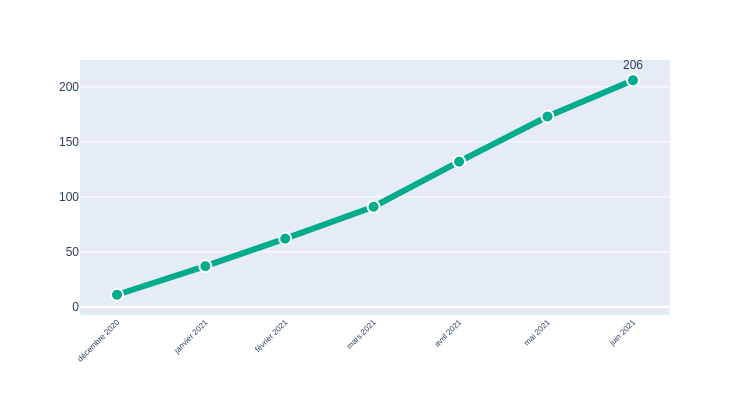 206
200
150
100
50
0
décembre 2020
janvier 2021
février 2021
mars 2021
avril 2021
mai 2021
juin 2021